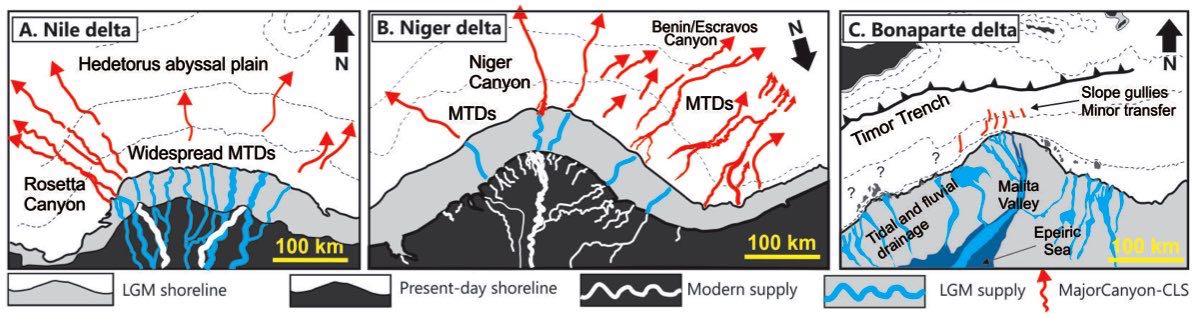 A. Nile delta
N
Hedetorus abyssal plain
Widespread MTDs
Rosetta
Canyon
100 km
B. Niger delta
N
Benin/Escravos
Canyon
Niger
Canyon
MTDs
MTDs
100 km
C. Bonaparte delta
N
Slope gullies
Minor transfer
Timor Trench
?
?
?
Tidal and fluvial
drainage
Malita
Valley
Epeiric
Sea
100 km
LGM shoreline
Present-day shoreline
Modern supply
LGM supply
MajorCanyon-CLS